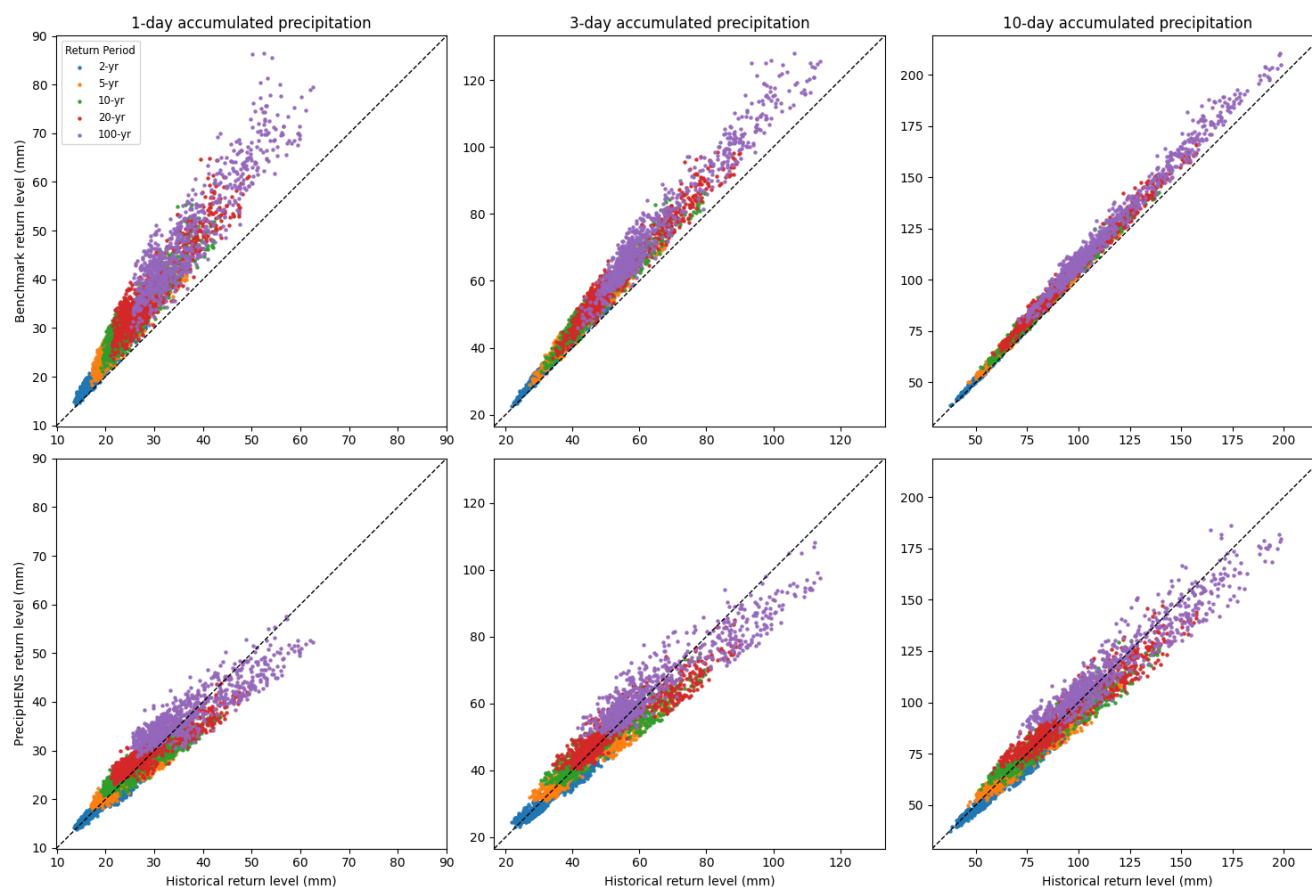 1-day accumulated precipitation
3-day accumulated precipitation
10-day accumulated precipitation
Benchmark return level (mm)
90
80
70
60
50
40
30
20
10
Return Period
2-yr
5-yr
10-yr
20-yr
100-yr
10 20 30 40 50 60 70 80 90
120
100
80
60
40
20
20 40 60 80 100 120
200
175
150
125
100
75
50
50 75 100 125 150 175 200
PrecipHENS return level (mm)
90
80
70
60
50
40
30
20
10
10 20 30 40 50 60 70 80 90
Historical return level (mm)
120
100
80
60
40
20
20 40 60 80 100 120
Historical return level (mm)
200
175
150
125
100
75
50
50 75 100 125 150 175 200
Historical return level (mm)